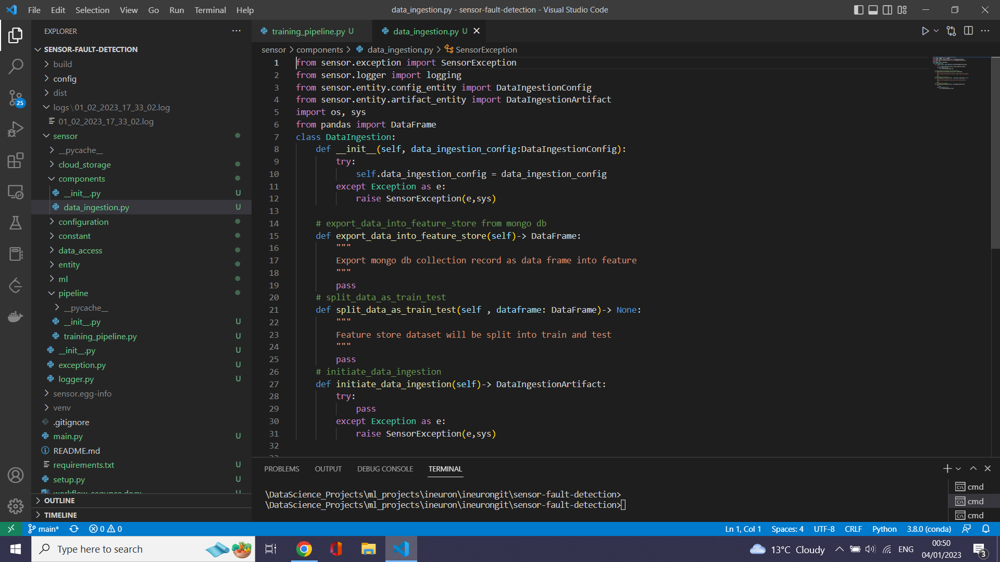 File Edit Selection View Go Run Terminal Help
data_ingestion.py - sensor-fault-detection - Visual Studio Code
EXPLORER
SENSOR-FAULT-DETECTION
build
config
dist
logs\01_02_2023_17_33_02.log
01_02_2023_17_33_02.log
sensor
__pycache__
cloud_storage
components
__init__.py U
data_ingestion.py U
configuration
constant
data_access
entity
ml
pipeline
__pycache__
__init__.py U
training_pipeline.py U
__init__.py U
exception.py U
logger.py U
sensor.egg-info
venv
.gitignore
main.py U
README.md
requirements.txt U
setup.py U
workflow_sequnce.docx U
OUTLINE
TIMELINE
25
training_pipeline.py U data_ingestion.py U
sensor > components > data_ingestion.py > SensorException
1 from sensor.exception import SensorException
2 from sensor.logger import logging
3 from sensor.entity.config_entity import DataIngestionConfig
4 from sensor.entity.artifact_entity import DataIngestionArtifact
5 import os, sys
6 from pandas import DataFrame
7 class DataIngestion:
8 def __init__(self, data_ingestion_config:DataIngestionConfig):
9 try:
10 self.data_ingestion_config = data_ingestion_config
11 except Exception as e:
12 raise SensorException(e,sys)
13
14 # export_data_into_feature_store from mongo db
15 def export_data_into_feature_store(self)-> DataFrame:
16 """
17 Export mongo db collection record as data frame into feature
18 """
19 pass
20 # split_data_as_train_test
21 def split_data_as_train_test(self , dataframe: DataFrame)-> None:
22 """
23 Feature store dataset will be split into train and test
24 """
25 pass
26 # initiate_data_ingestion
27 def initiate_data_ingestion(self)-> DataIngestionArtifact:
28 try:
29 pass
30 except Exception as e:
31 raise SensorException(e,sys)
32
33
PROBLEMS OUTPUT DEBUG CONSOLE TERMINAL
\DataScience_Projects\ml_projects\ineuron\ineurongit\sensor-fault-detection>
\DataScience_Projects\ml_projects\ineuron\ineurongit\sensor-fault-detection>
cmd
cmd
cmd
main* 0 0
Ln 1, Col 1 Spaces: 4 UTF-8 CRLF Python 3.8.0 (conda)
Type here to search
13°C Cloudy
ENG
00:50
04/01/2023
3